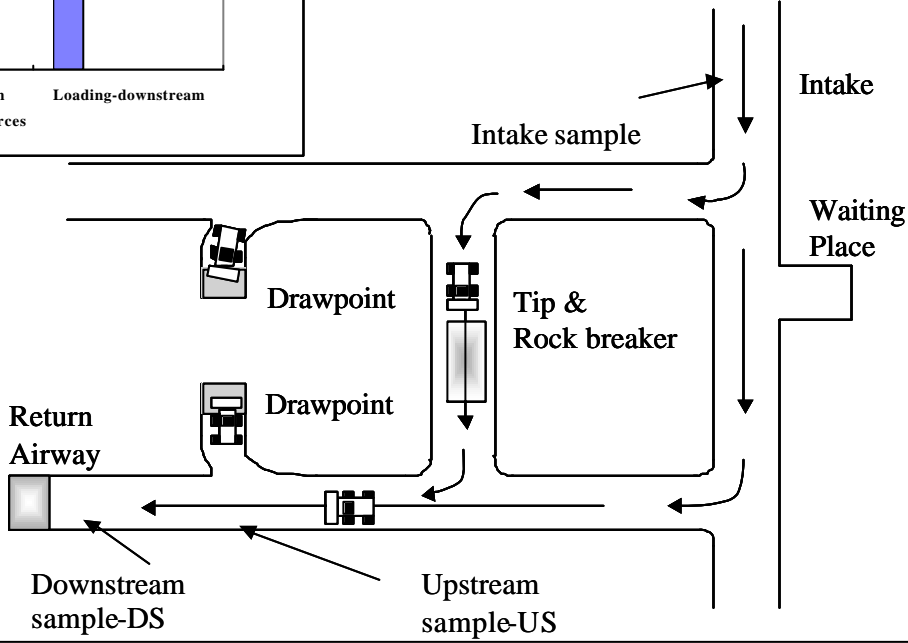 Loading-downstream
Intake
Intake sample
Waiting
Place
Drawpoint
Tip &
Rock breaker
Drawpoint
Return
Airway
Downstream
sample-DS
Upstream
sample-US